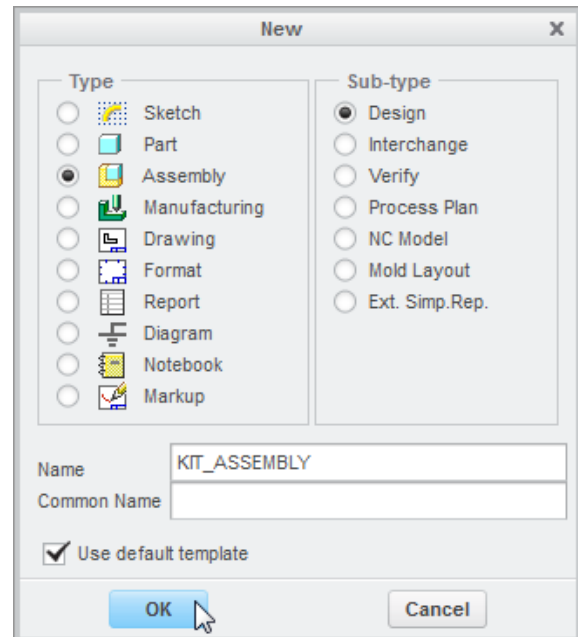 New
Type
Sketch
Part
Assembly
Manufacturing
Drawing
Format
Report
Diagram
Notebook
Markup
Sub-type
Design
Interchange
Verify
Process Plan
NC Model
Mold Layout
Ext. Simp.Rep.
Name KIT_ASSEMBLY
Common Name
Use default template
OK Cancel